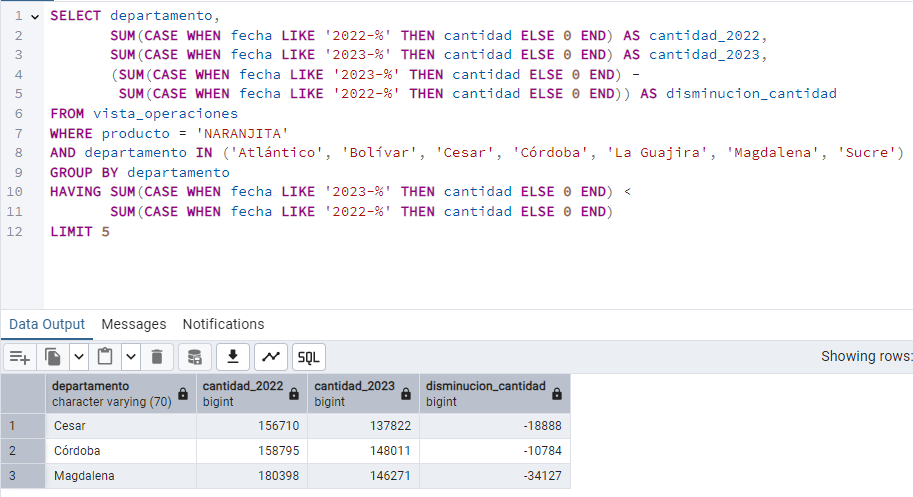 1 SELECT departamento,
2 SUM(CASE WHEN fecha LIKE '2022-%' THEN cantidad ELSE 0 END) AS cantidad_2022,
3 SUM(CASE WHEN fecha LIKE '2023-%' THEN cantidad ELSE 0 END) AS cantidad_2023,
4 (SUM(CASE WHEN fecha LIKE '2023-%' THEN cantidad ELSE 0 END) -
5 SUM(CASE WHEN fecha LIKE '2022-%' THEN cantidad ELSE 0 END)) AS disminucion_cantidad
6 FROM vista_operaciones
7 WHERE producto = 'NARANJITA'
8 AND departamento IN ('Atlántico', 'Bolívar', 'Cesar', 'Córdoba', 'La Guajira', 'Magdalena', 'Sucre')
9 GROUP BY departamento
10 HAVING SUM(CASE WHEN fecha LIKE '2023-%' THEN cantidad ELSE 0 END) <
11 SUM(CASE WHEN fecha LIKE '2022-%' THEN cantidad ELSE 0 END)
12 LIMIT 5
Data Output Messages Notifications
SQL Showing rows:
departamento cantidad_2022 cantidad_2023 disminucion_cantidad
character varying (70) bigint bigint bigint
1 Cesar 156710 137822 -18888
2 Córdoba 158795 148011 -10784
3 Magdalena 180398 146271 -34127